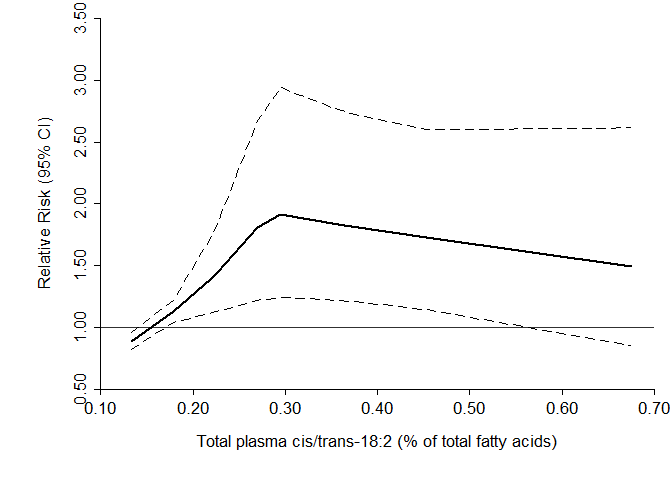 3.50
3.00
2.50
2.00
1.50
1.00
0.50
Relative Risk (95% CI)
0.10 0.20 0.30 0.40 0.50 0.60 0.70
Total plasma cis/trans-18:2 (% of total fatty acids)